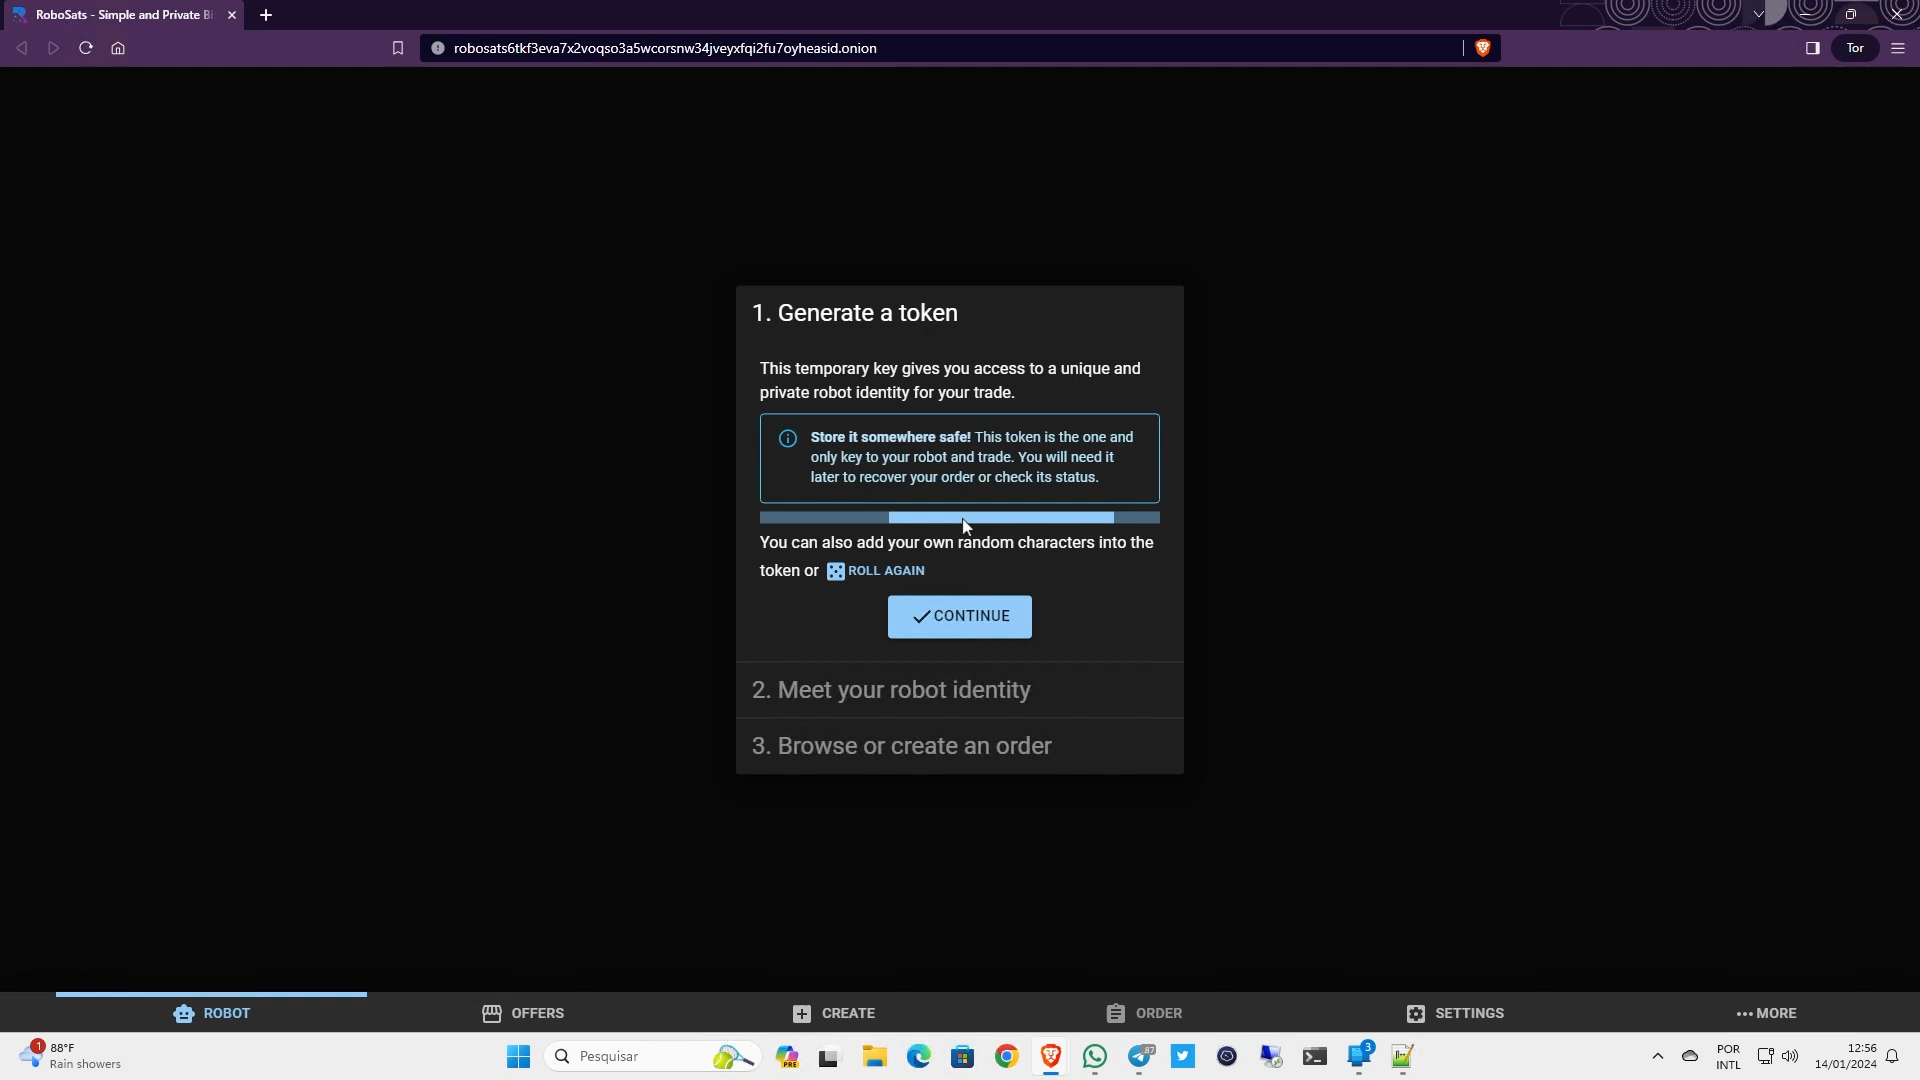 RoboSats - Simple and Private Bi
robosats6tkf3eva7x2voqso3a5wcorsnw34jveyxfqi2fu7oyheasid.onion
Tor
1. Generate a token
This temporary key gives you access to a unique and
private robot identity for your trade.
Store it somewhere safe! This token is the one and
only key to your robot and trade. You will need it
later to recover your order or check its status.
You can also add your own random characters into the
token or ROLL AGAIN
CONTINUE
2. Meet your robot identity
3. Browse or create an order
ROBOT
OFFERS
CREATE
ORDER
SETTINGS
MORE
1
88°F
Rain showers
Pesquisar
PRE
87
3
POR
INTL
12:56
14/01/2024